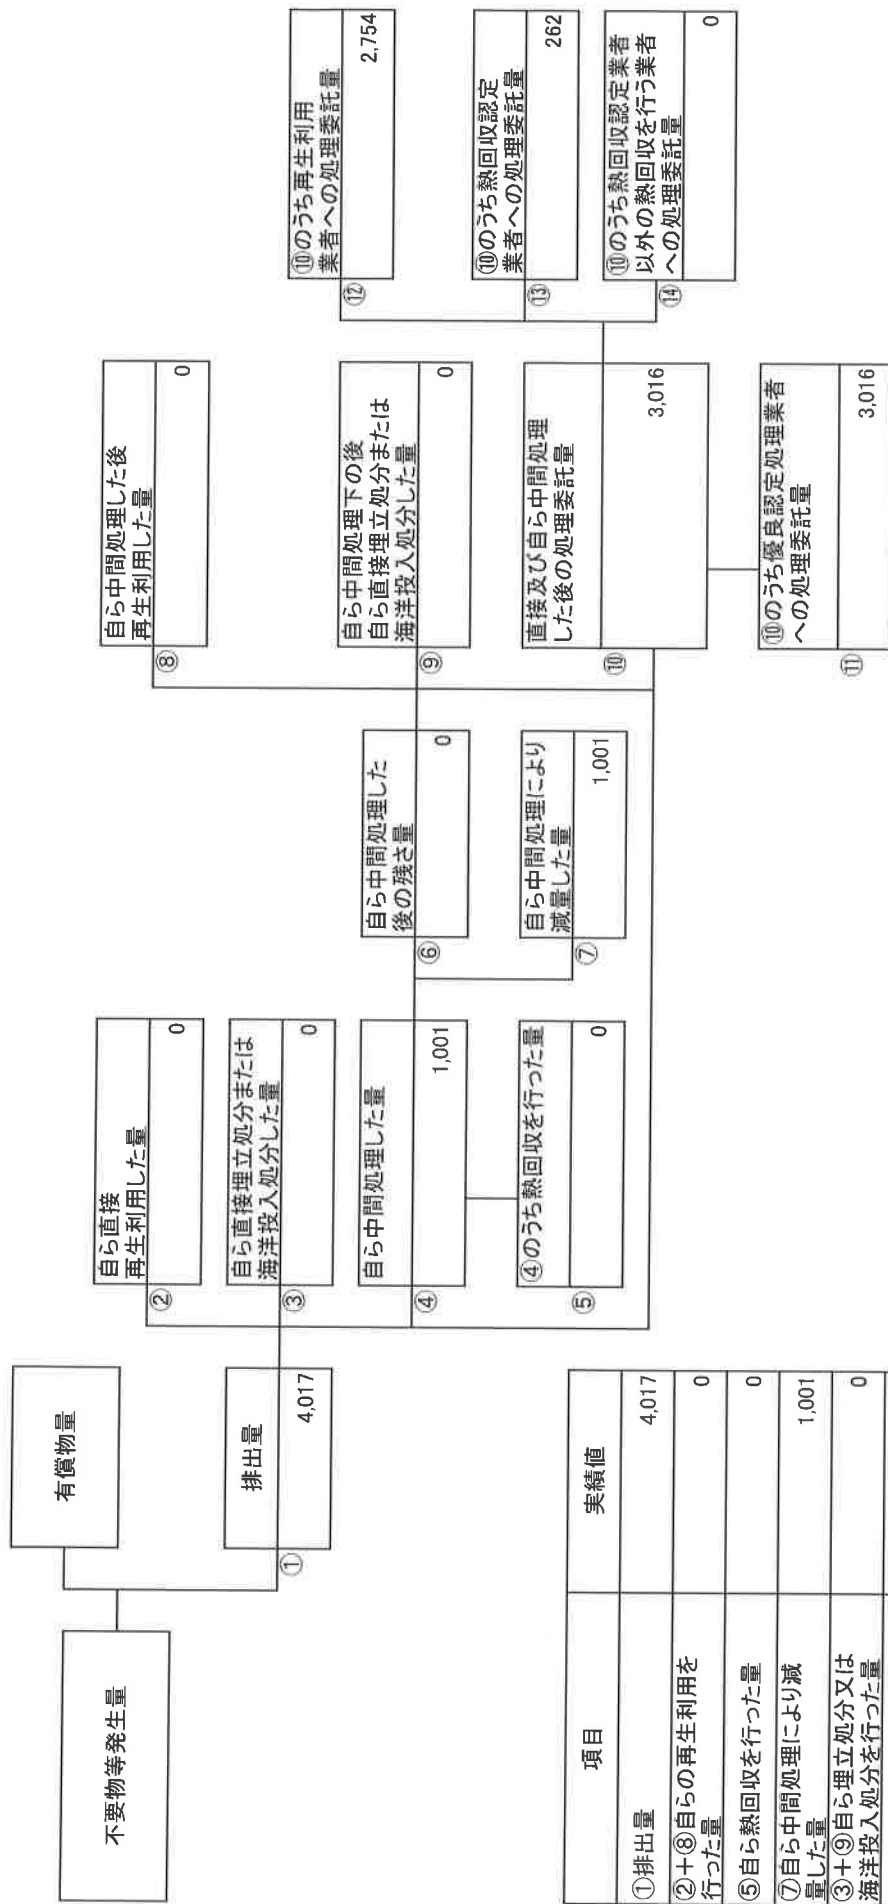 不要物等発生量
有償物量
①
排出量
4,017
②
自ら直接
再生利用した量
0
③
自ら直接埋立処分または
海洋投入処分した量
0
④
自ら中間処理した量
1,001
⑤
④のうち熱回収を行った量
0
⑥
自ら中間処理した
後の残さ量
0
⑦
自ら中間処理により
減量した量
1,001
⑧
自ら中間処理した後
再生利用した量
0
⑨
自ら中間処理下の後
自ら直接埋立処分または
海洋投入処分した量
0
⑩
直接及び自ら中間処理
した後の処理委託量
3,016
⑪
⑩のうち優良認定処理業者
への処理委託量
3,016
⑫
⑩のうち再生利用
業者への処理委託量
2,754
⑬
⑩のうち熱回収認定
業者への処理委託量
262
⑭
⑩のうち熱回収認定業者
以外の熱回収を行う業者
への処理委託量
0
項目 実績値
①排出量 4,017
②+⑧自らの再生利用を 0
行った量
⑤自ら熱回収を行った量 0
⑦自ら中間処理により減 1,001
量した量
③+⑨自ら埋立処分又は 0
海洋投入処分を行った量